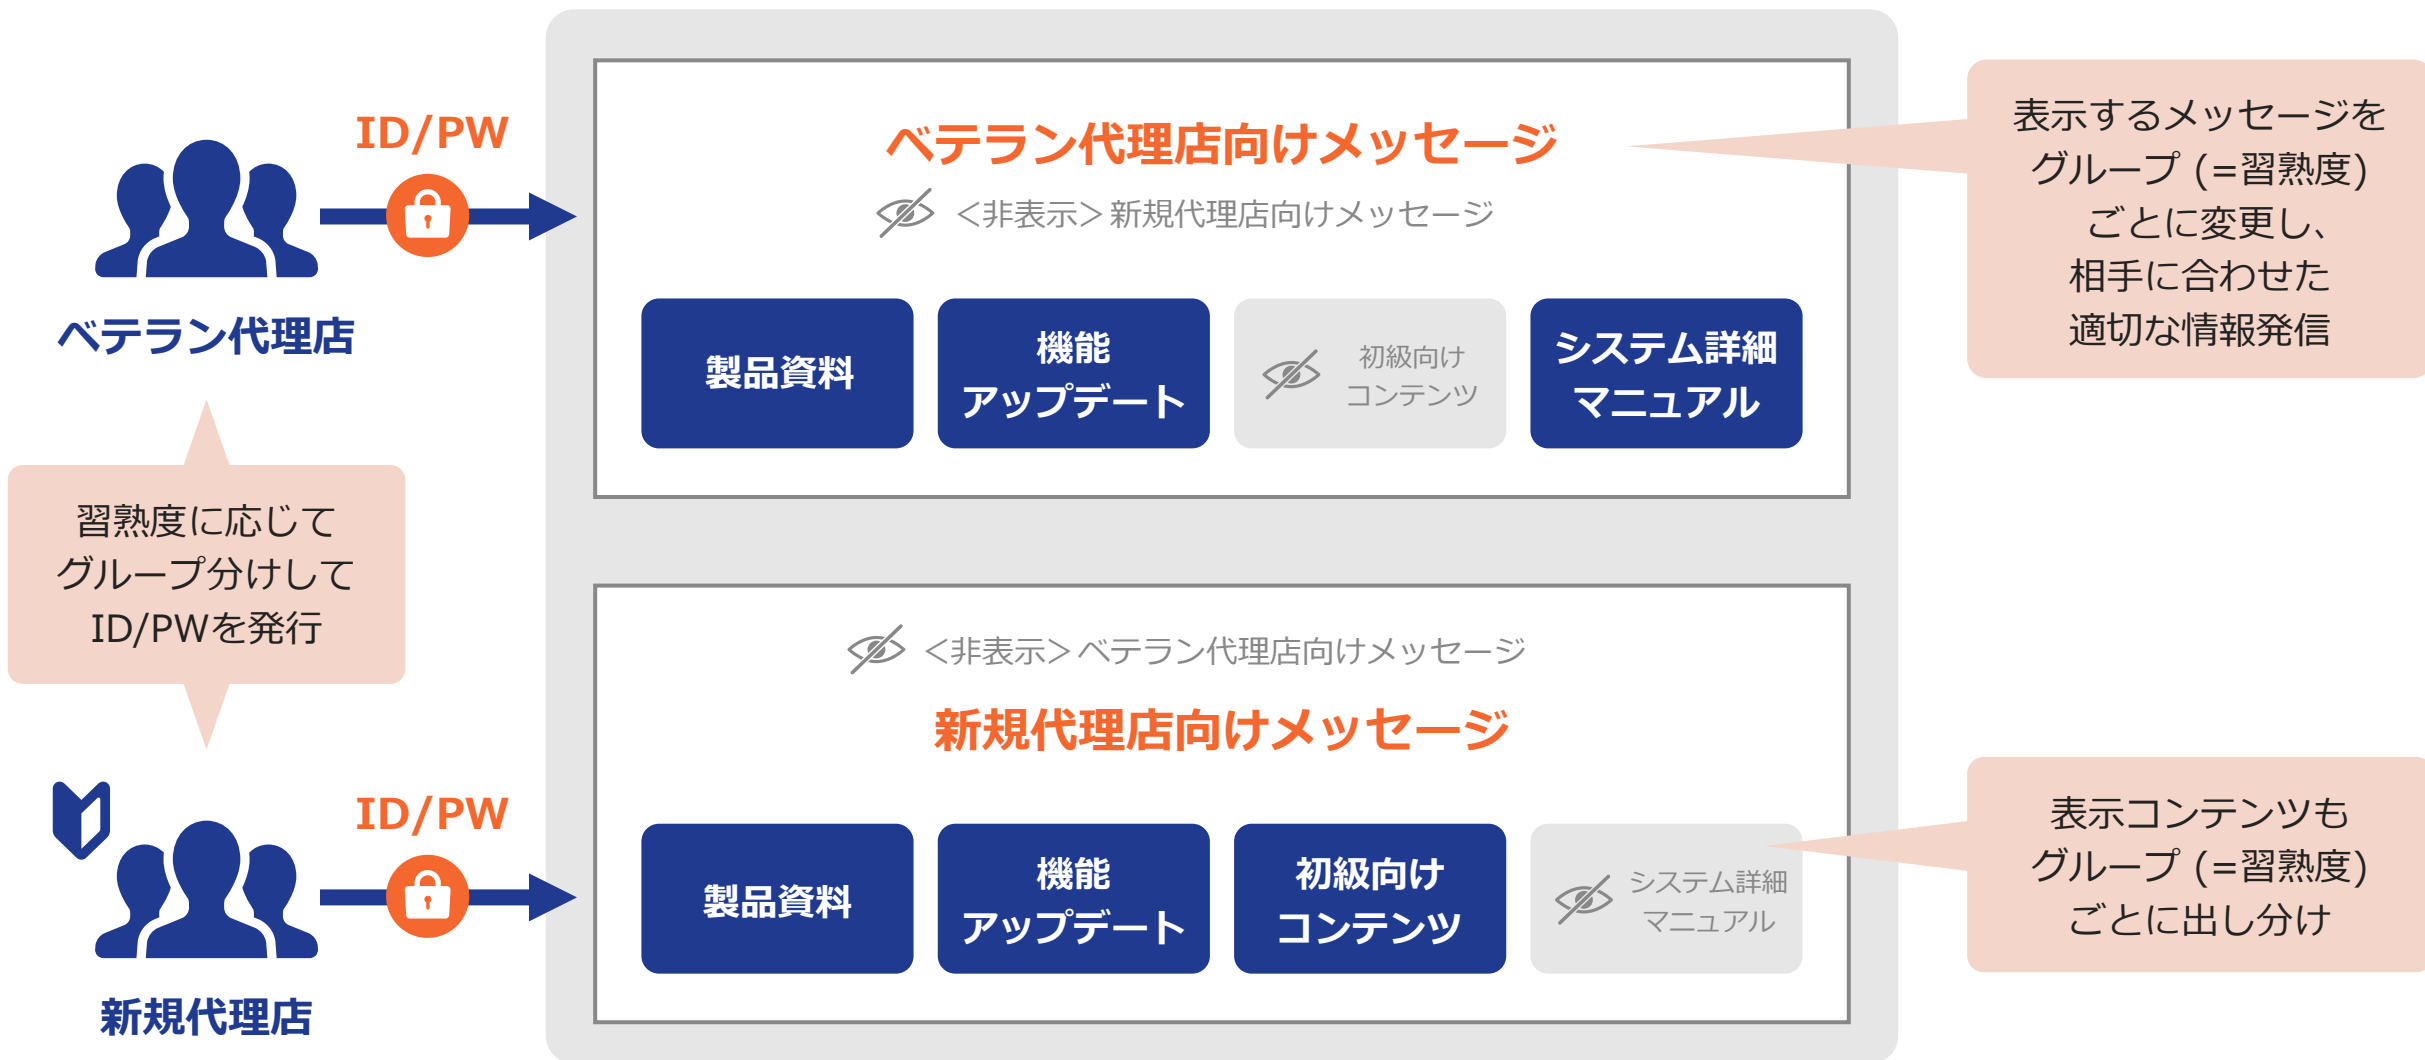 ID/PW
ベテラン代理店
習熟度に応じて
グループ分けして
ID/PWを発行
ID/PW
新規代理店
ベテラン代理店向けメッセージ
＜非表示＞新規代理店向けメッセージ
製品資料
機能
アップデート
初級向け
コンテンツ
システム詳細
マニュアル
＜非表示＞ベテラン代理店向けメッセージ
新規代理店向けメッセージ
製品資料
機能
アップデート
初級向け
コンテンツ
システム詳細
マニュアル
表示するメッセージを
グループ (=習熟度)
ごとに変更し、
相手に合わせた
適切な情報発信
表示コンテンツも
グループ (=習熟度)
ごとに出し分け